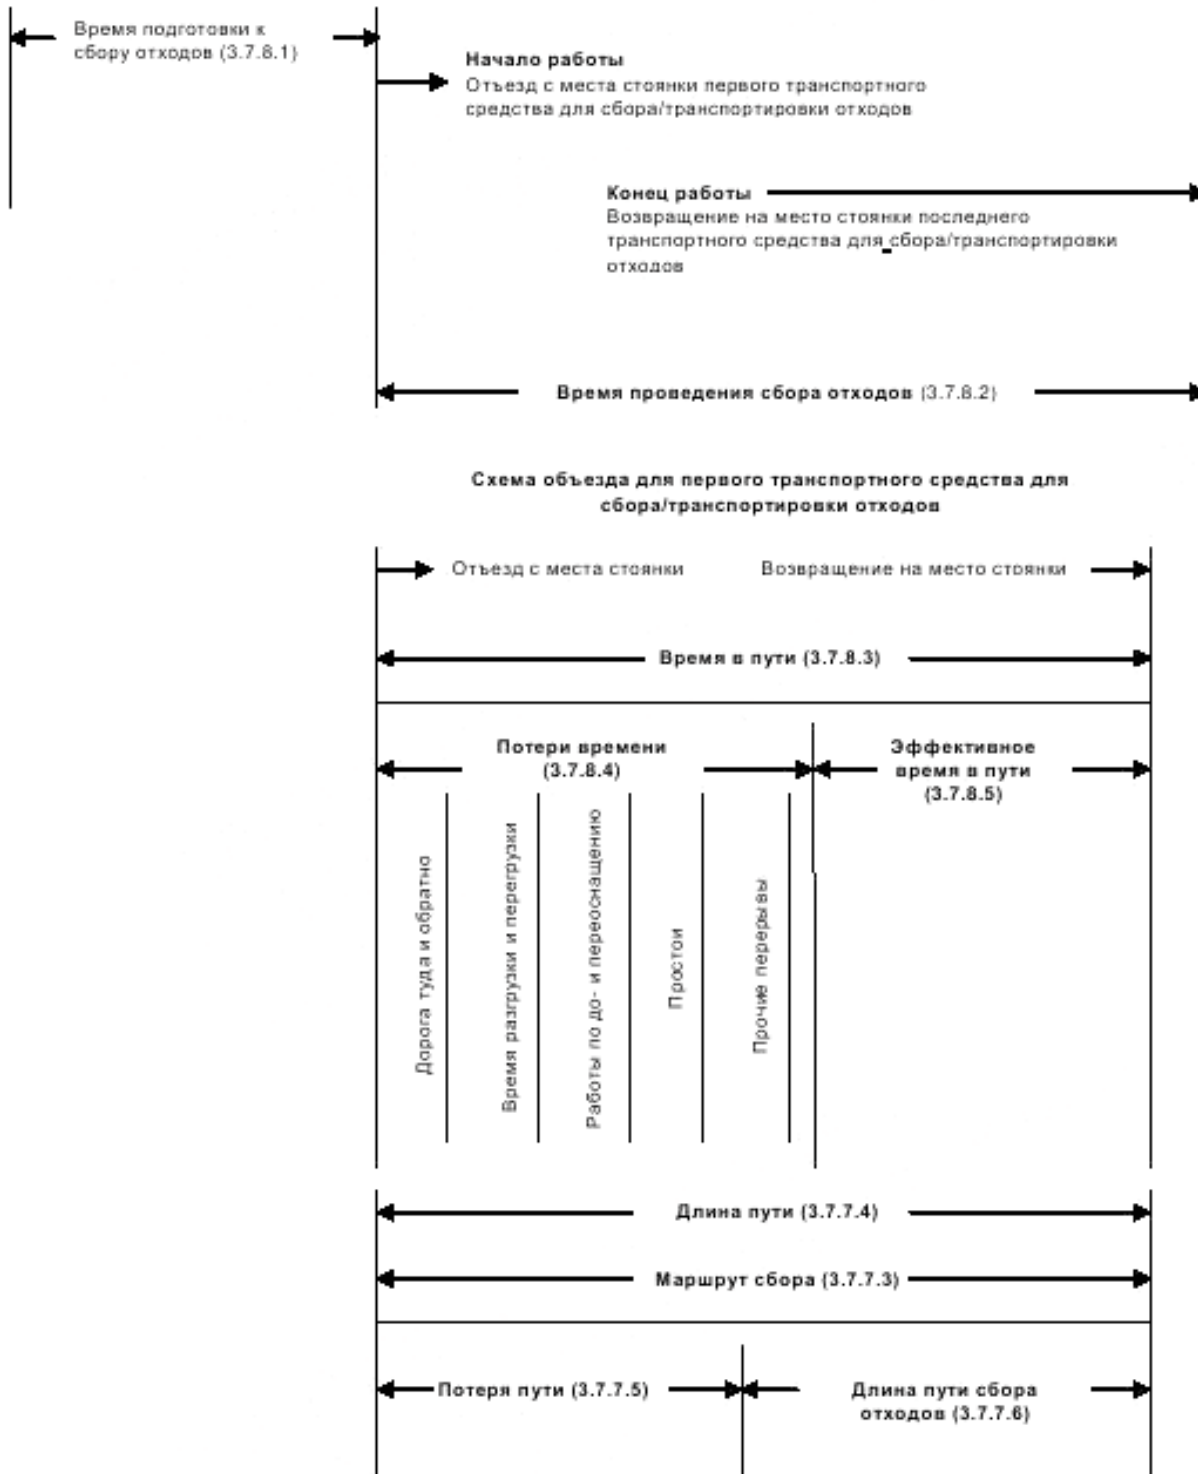 Время подготовки к
сбору отходов (3.7.8.1)
Начало работы
Отъезд с места стоянки первого транспортного
средства для сбора/транспортировки отходов
Конец работы
Возвращение на место стоянки последнего
транспортного средства для сбора/транспортировки
отходов
Время проведения сбора отходов (3.7.8.2)
Схема объезда для первого транспортного средства для
сбора/транспортировки отходов
Отъезд с места стоянки
Возвращение на место стоянки
Время в пути (3.7.8.3)
Потери времени
(3.7.8.4)
Эффективное
время в пути
(3.7.8.5)
Дорога туда и обратно
Время разгрузки и перегрузки
Работы по до- и переоснащению
Простои
Прочие перерывы
Длина пути (3.7.7.4)
Маршрут сбора (3.7.7.3)
Потеря пути (3.7.7.5)
Длина пути сбора
отходов (3.7.7.6)